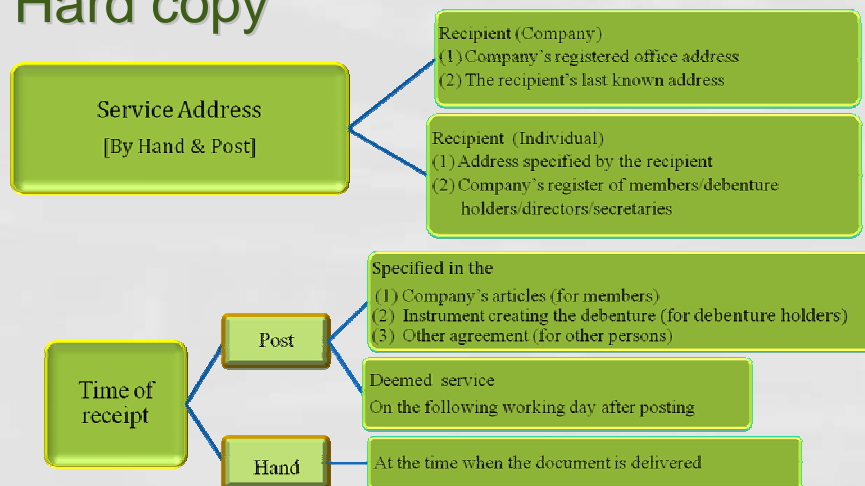 Hard copy
Service Address
[By Hand & Post]
Recipient (Company)
(1) Company's registered office address
(2) The recipient's last known address
Recipient (Individual)
(1) Address specified by the recipient
(2) Company's register of members/debenture
holders/directors/secretaries
Time of
receipt
Post
Specified in the
(1) Company's articles (for members)
(2) Instrument creating the debenture (for debenture holders)
(3) Other agreement (for other persons)
Deemed service
On the following working day after posting
Hand
At the time when the document is delivered